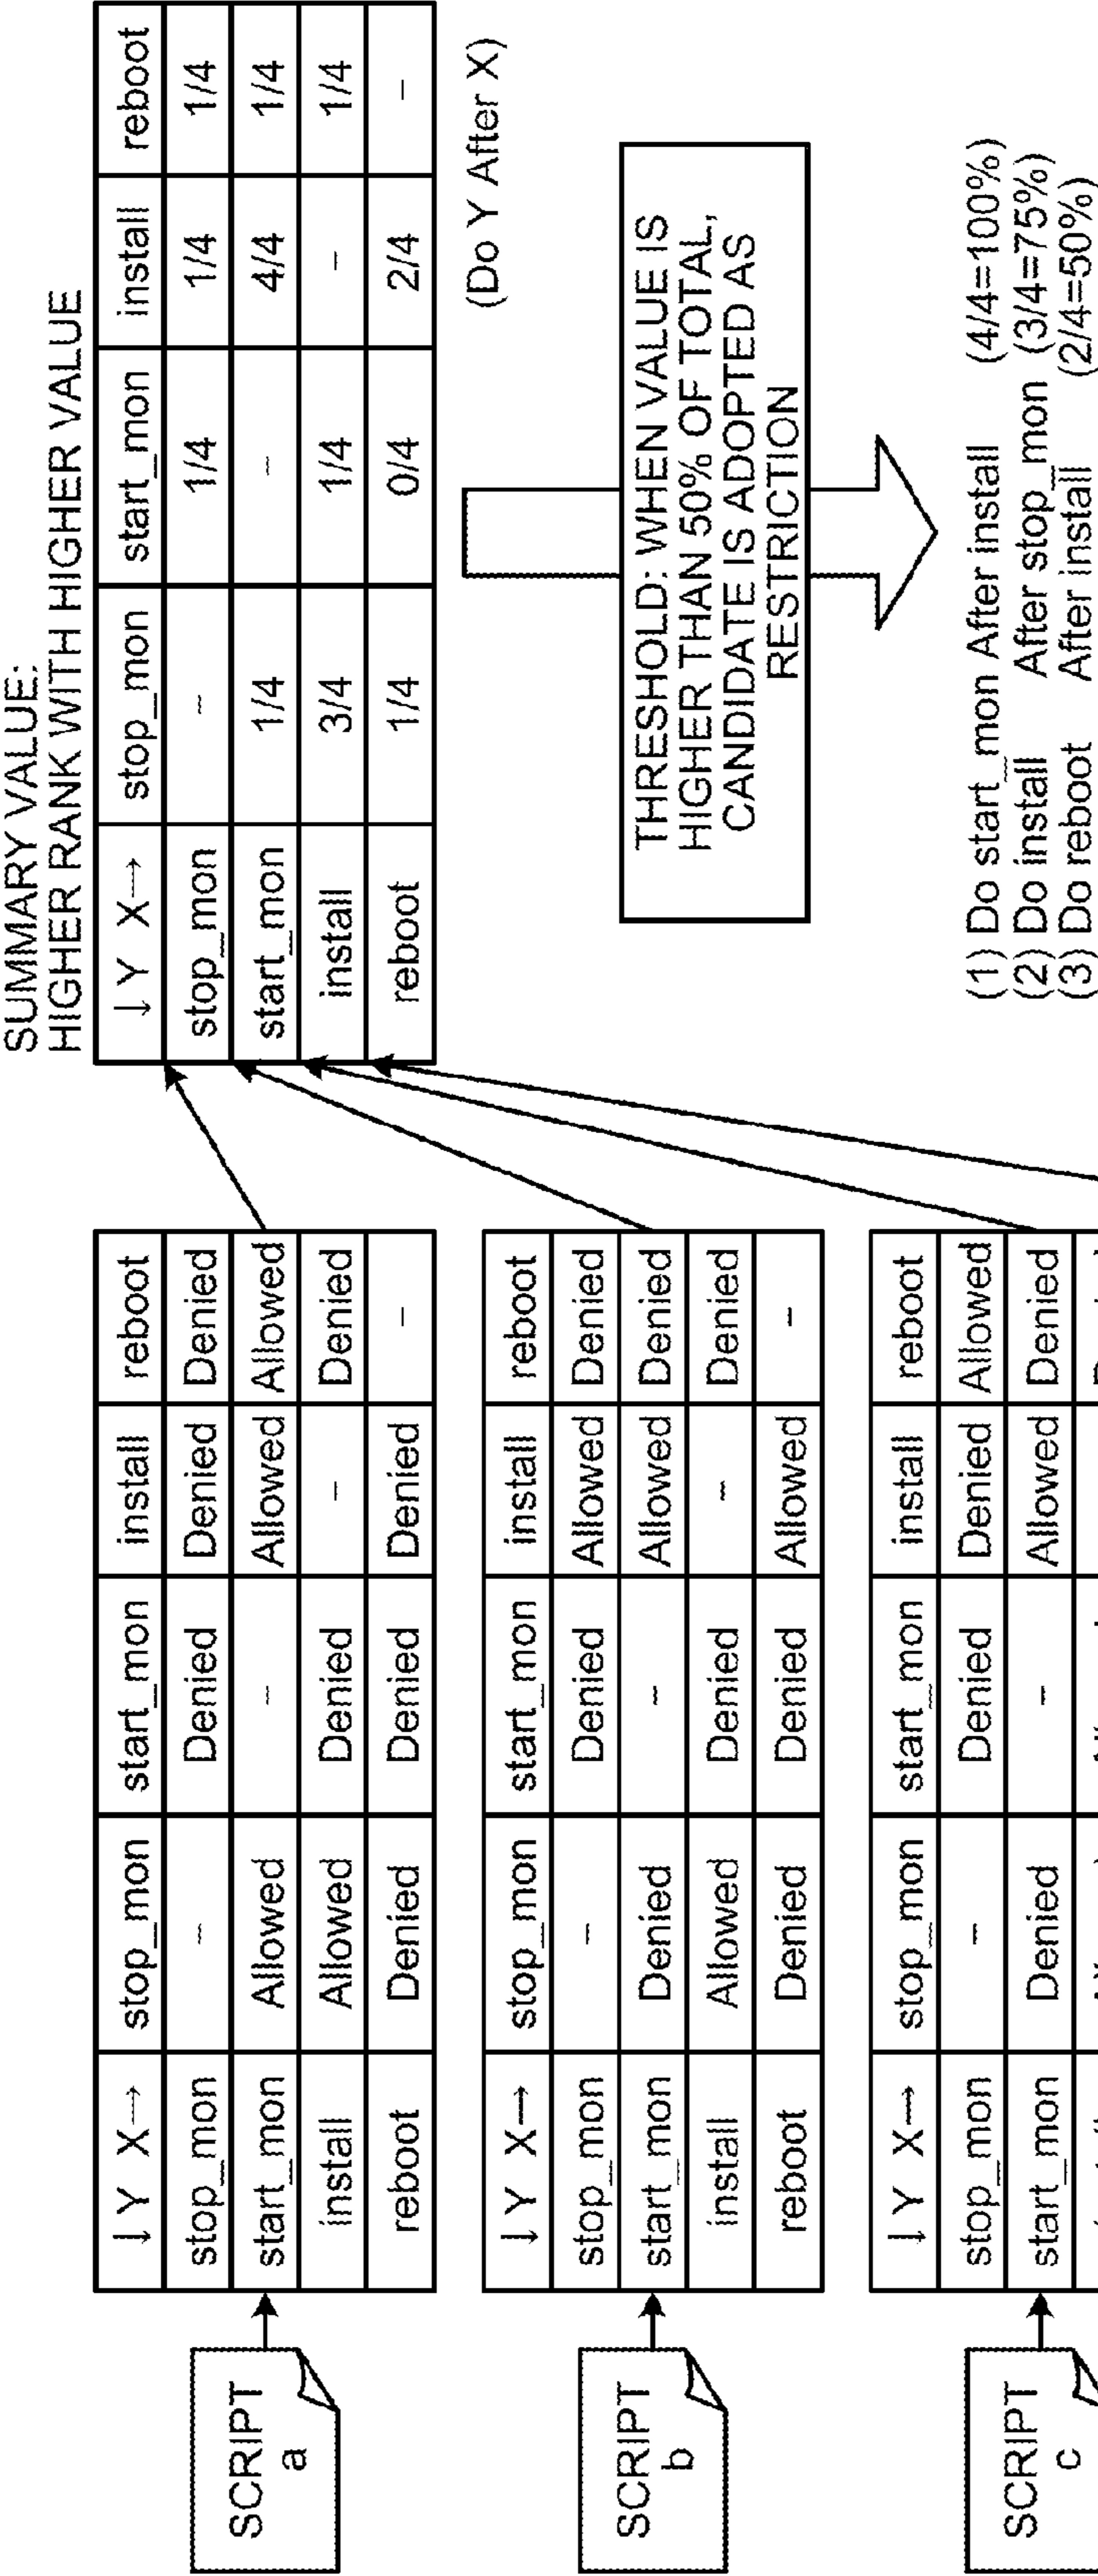 SUMMARY VALUE:
HIGHER RANK WITH HIGHER VALUE
↓Y X→ stop_mon start_mon install reboot
stop_mon – 1/4 1/4 1/4
start_mon 1/4 – 4/4 1/4
install 3/4 1/4 – 1/4
reboot 1/4 0/4 2/4 –
(Do Y After X)
THRESHOLD: WHEN VALUE IS
HIGHER THAN 50% OF TOTAL,
CANDIDATE IS ADOPTED AS
RESTRICTION
(1) Do start_mon After install (4/4=100%)
(2) Do install After stop_mon (3/4=75%)
(3) Do reboot After install (2/4=50%)
SCRIPT
a
↓Y X→ stop_mon start_mon install reboot
stop_mon – Denied Denied Denied
start_mon Allowed – Allowed Allowed
install Allowed Denied – Denied
reboot Denied Denied Denied –
SCRIPT
b
↓Y X→ stop_mon start_mon install reboot
stop_mon – Denied Allowed Denied
start_mon Denied – Allowed Denied
install Allowed Denied – Denied
reboot Denied Denied Allowed –
SCRIPT
c
↓Y X→ stop_mon start_mon install reboot
stop_mon – Denied Denied Allowed
start_mon Denied – Allowed Denied